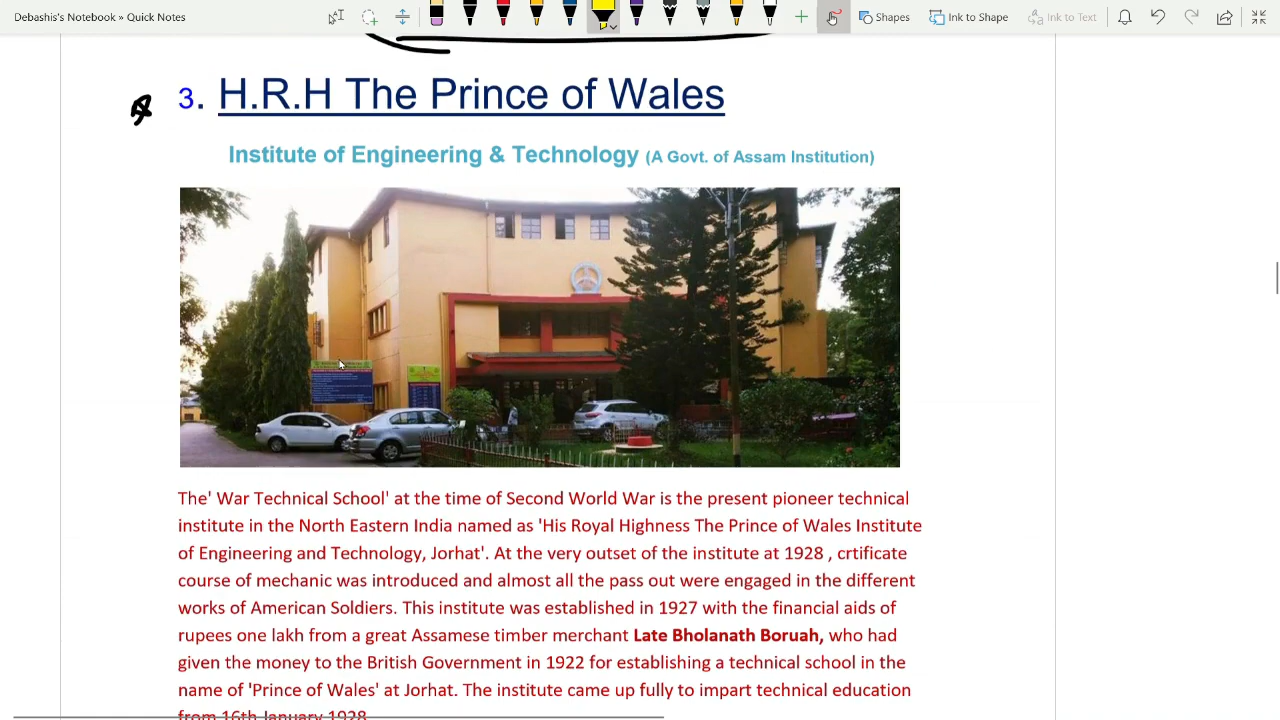 Debashis's Notebook » Quick Notes
Shapes
Ink to Shape
Ink to Text
3. H.R.H The Prince of Wales
Institute of Engineering & Technology (A Govt. of Assam Institution)
The' War Technical School' at the time of Second World War is the present pioneer technical
institute in the North Eastern India named as 'His Royal Highness The Prince of Wales Institute
of Engineering and Technology, Jorhat'. At the very outset of the institute at 1928 , crtificate
course of mechanic was introduced and almost all the pass out were engaged in the different
works of American Soldiers. This institute was established in 1927 with the financial aids of
rupees one lakh from a great Assamese timber merchant Late Bholanath Boruah, who had
given the money to the British Government in 1922 for establishing a technical school in the
name of 'Prince of Wales' at Jorhat. The institute came up fully to impart technical education
from 16th January 1928